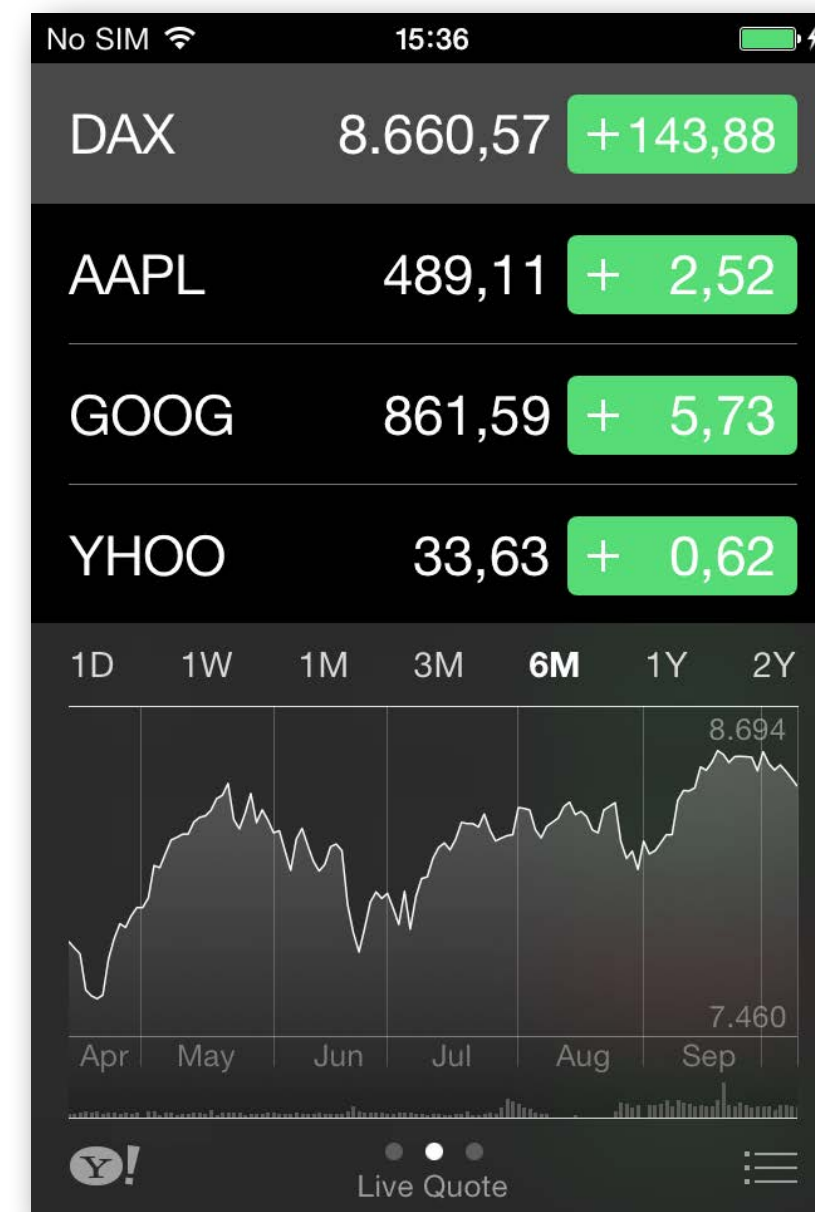 No SIM 15:36
DAX 8.660,57 +143,88
AAPL 489,11 + 2,52
GOOG 861,59 + 5,73
YHOO 33,63 + 0,62
1D 1W 1M 3M 6M 1Y 2Y
8.694
7.460
Apr May Jun Jul Aug Sep
Y!
Live Quote